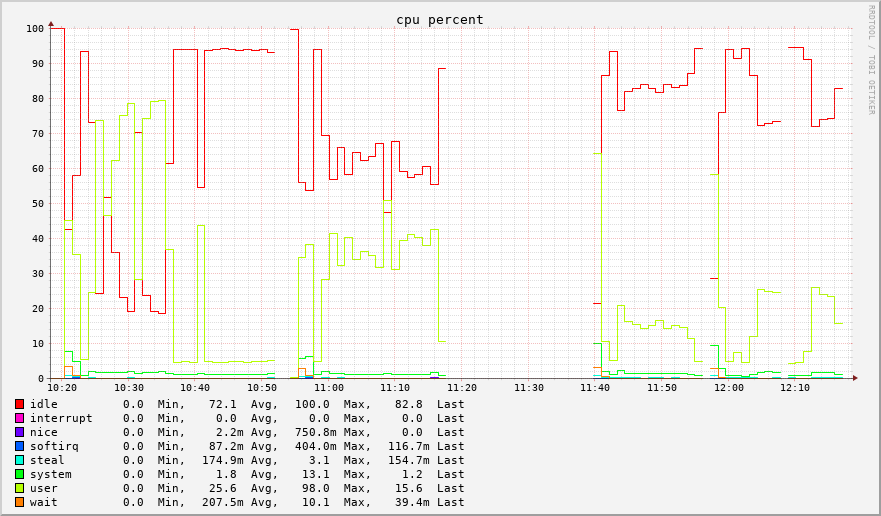 cpu percent
RRDTOOL / TOBI OETIKER
100
90
80
70
60
50
40
30
20
10
0
10:20 10:30 10:40 10:50 11:00 11:10 11:20 11:30 11:40 11:50 12:00 12:10
idle 0.0 Min, 72.1 Avg, 100.0 Max, 82.8 Last
interrupt 0.0 Min, 0.0 Avg, 0.0 Max, 0.0 Last
nice 0.0 Min, 2.2m Avg, 750.8m Max, 0.0 Last
softirq 0.0 Min, 87.2m Avg, 404.0m Max, 116.7m Last
steal 0.0 Min, 174.9m Avg, 3.1 Max, 154.7m Last
system 0.0 Min, 1.8 Avg, 13.1 Max, 1.2 Last
user 0.0 Min, 25.6 Avg, 98.0 Max, 15.6 Last
wait 0.0 Min, 207.5m Avg, 10.1 Max, 39.4m Last